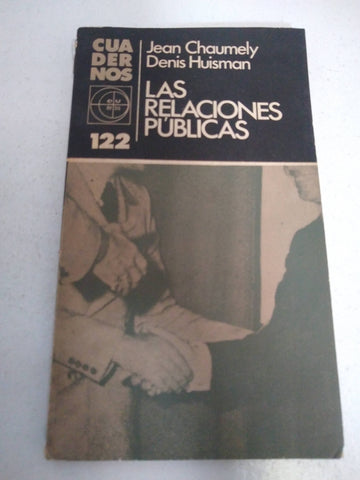 CUA
DER
NOS
122
Jean Chaumely
Denis Huisman
LAS
RELACIONES
PÚBLICAS